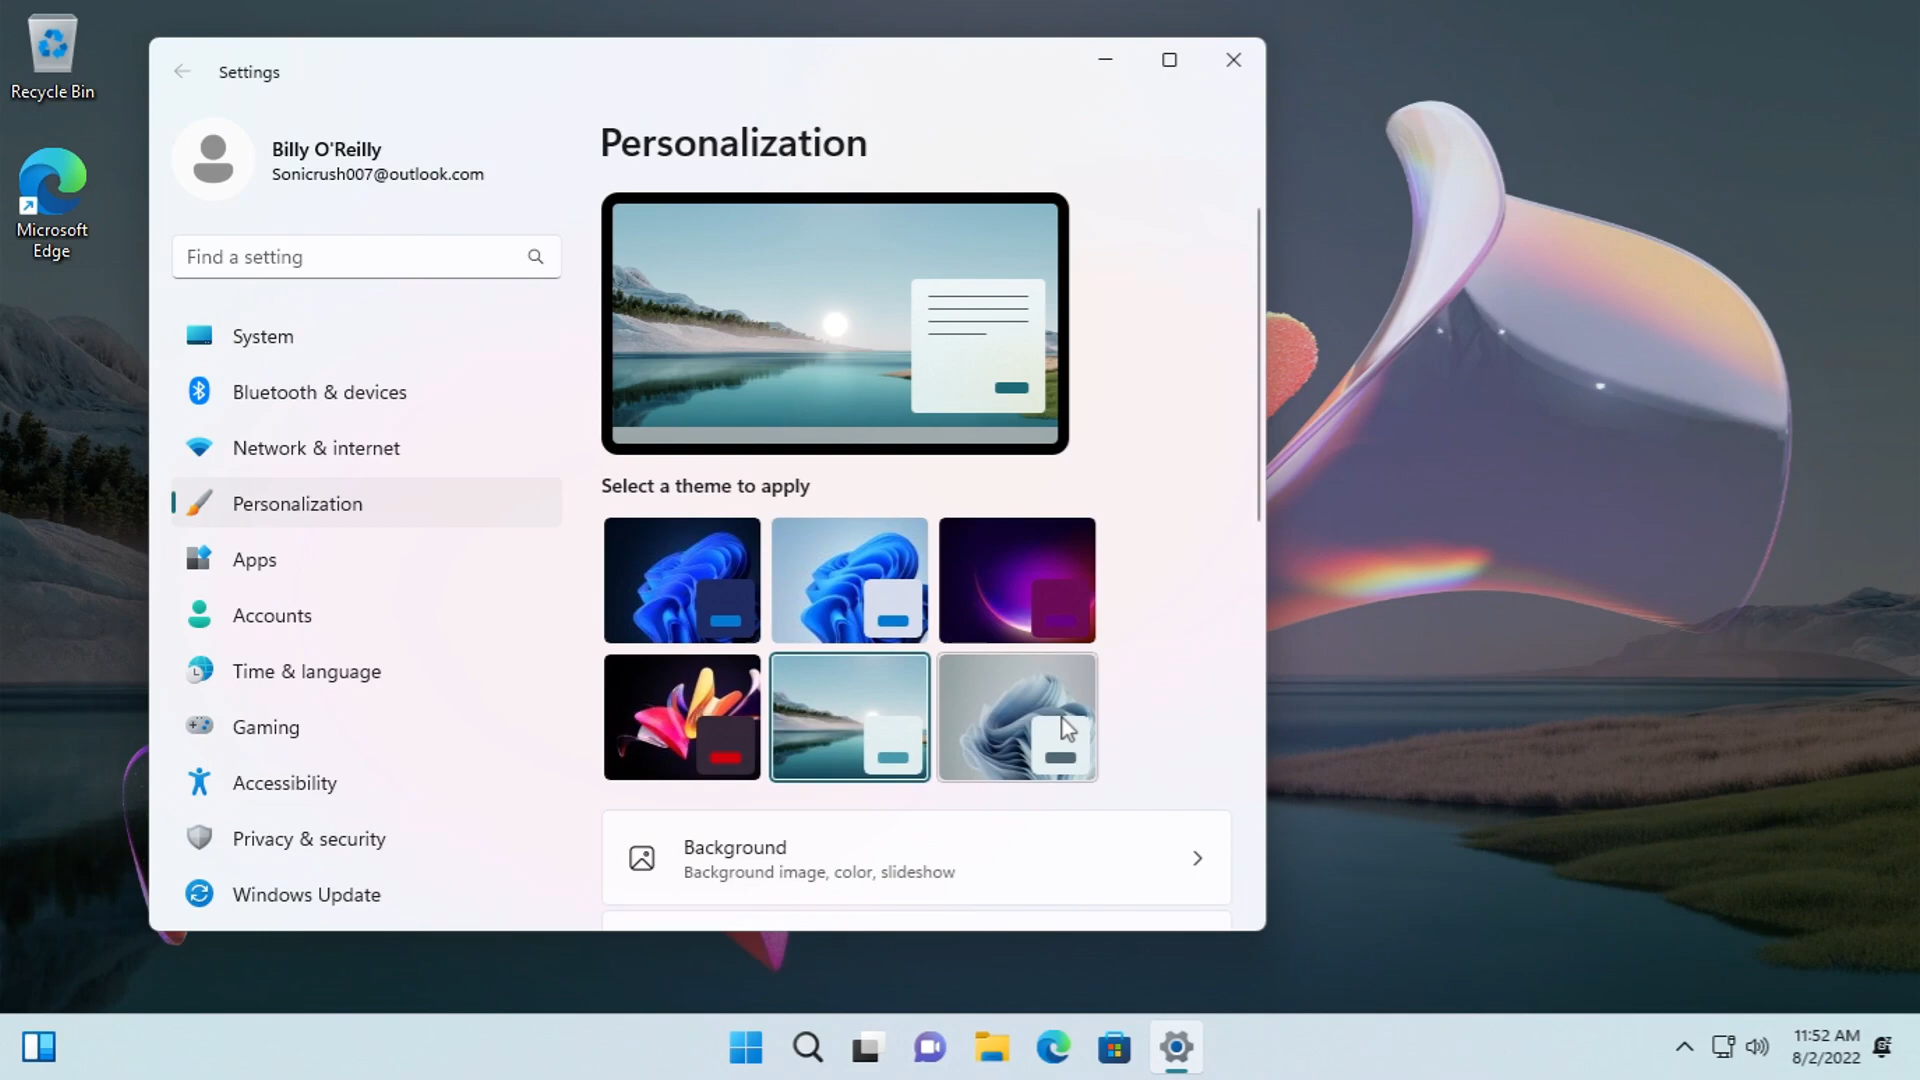 Recycle Bin
Microsoft
Edge
Settings
Billy O'Reilly
Sonicrush007@outlook.com
Find a setting
System
Bluetooth & devices
Network & internet
Personalization
Apps
Accounts
Time & language
Gaming
Accessibility
Privacy & security
Windows Update
Personalization
Select a theme to apply
Background
Background image, color, slideshow
11:52 AM
8/2/2022